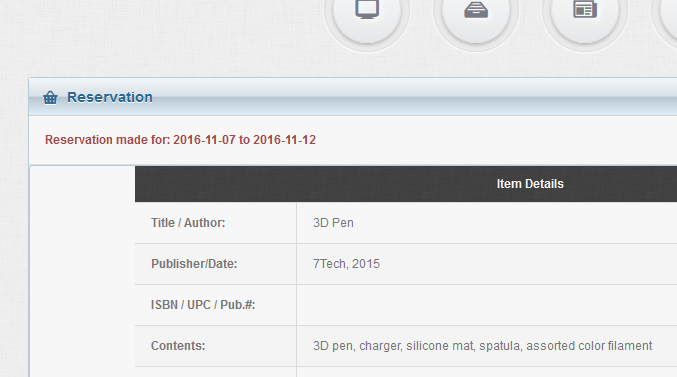 Reservation
Reservation made for: 2016-11-07 to 2016-11-12
Item Details
Title / Author: 3D Pen
Publisher/Date: 7Tech, 2015
ISBN / UPC / Pub.#:
Contents: 3D pen, charger, silicone mat, spatula, assorted color filament